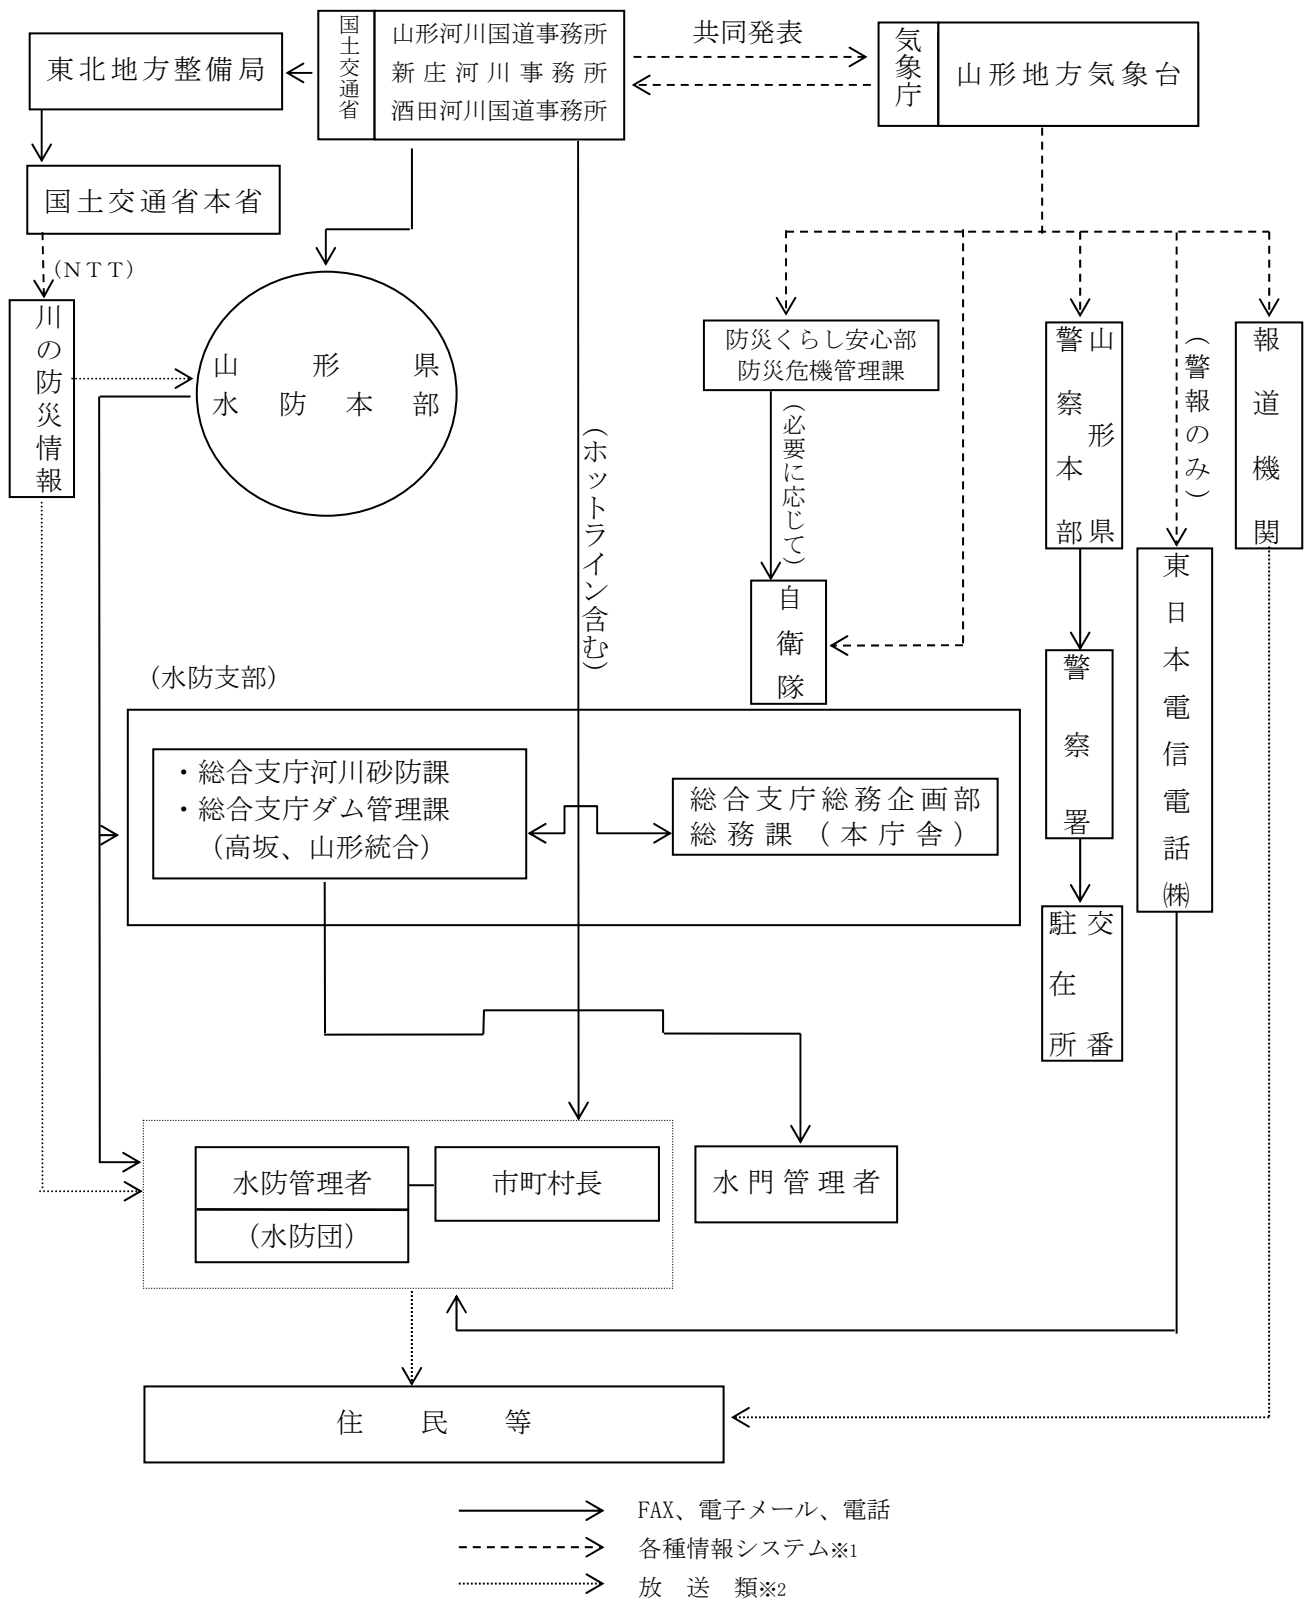 国土交通省
山形河川国道事務所
新庄河川事務所
酒田河川国道事務所
共同発表
気象庁
山形地方気象台
東北地方整備局
国土交通省本省
（ＮＴＴ）
川の防災情報
山形県
水防本部
（ホットライン含む）
防災くらし安心部
防災危機管理課
（必要に応じて）
自衛隊
山形県
警察本部
（警報のみ）
報道機関
東日本電信電話㈱
警察署
交番
駐在所
（水防支部）
・総合支庁河川砂防課
・総合支庁ダム管理課
（高坂、山形統合）
総合支庁総務企画部
総務課（本庁舎）
水防管理者
（水防団）
市町村長
水門管理者
住民等
FAX、電子メール、電話
各種情報システム※1
放送類※2